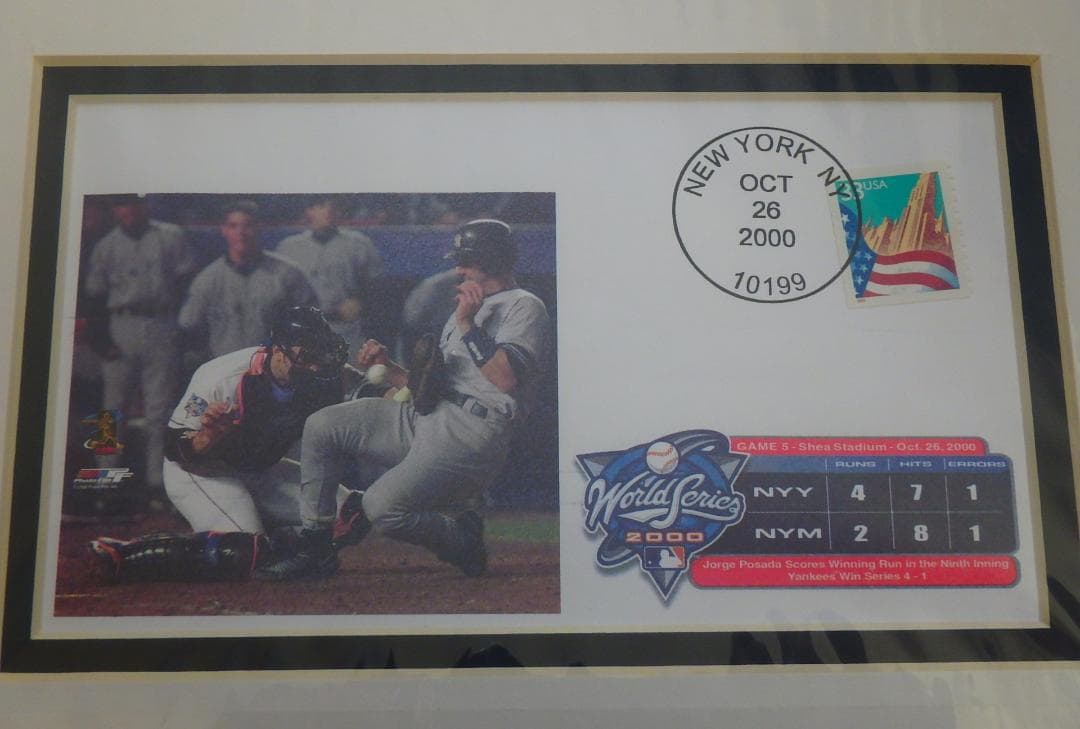 NEW YORK NY
OCT
26
2000
10199
33 USA
GAME 5 - Shea Stadium - Oct. 26, 2000
RUNS HITS ERRORS
NYY 4 7 1
NYM 2 8 1
World Series
2000
Jorge Posada Scores Winning Run in the Ninth Inning
Yankees Win Series 4 - 1